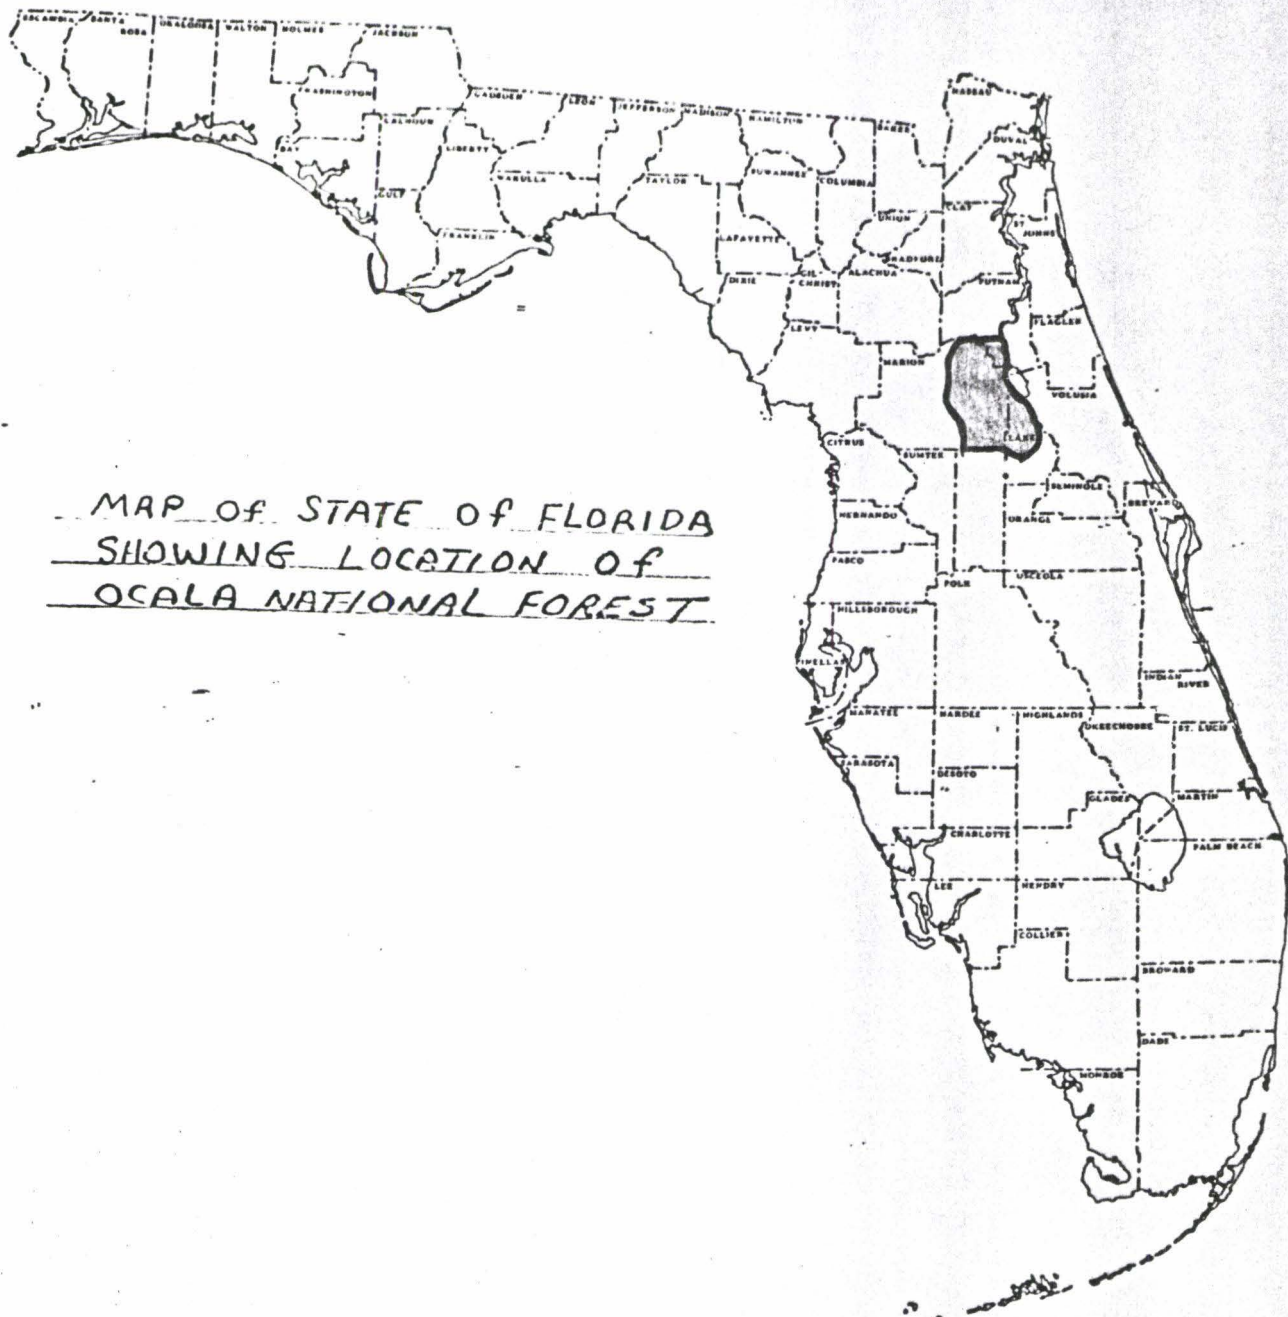 ESCAMBIA
SANTA
ROSA
OKALOOSA
WALTON
HOLMES
JACKSON
WASHINGTON
BAY
CALHOUN
GULF
GADSDEN
LIBERTY
FRANKLIN
LEON
WAKULLA
JEFFERSON
MADISON
TAYLOR
HAMILTON
SUWANNEE
LAFAYETTE
DIXIE
COLUMBIA
GIL-
CHRIST
BAKER
UNION
BRADFORD
ALACHUA
LEVY
NASSAU
DUVAL
CLAY
ST
JOHNS
PUTNAM
FLAGLER
MARION
VOLUSIA
LAKE
CITRUS
SUMTER
SEMINOLE
BREVARD
ORANGE
HERNANDO
PASCO
POLK
OSCEOLA
HILLSBOROUGH
PINELLAS
INDIAN
RIVER
MANATEE
HARDEE
HIGHLANDS
OKEECHOBEE
ST. LUCIE
SARASOTA
DESOTO
GLADES
MARTIN
CHARLOTTE
PALM BEACH
LEE
HENDRY
COLLIER
BROWARD
DADE
MONROE
MAP of STATE of FLORIDA
SHOWING LOCATION of
OCALA NATIONAL FOREST